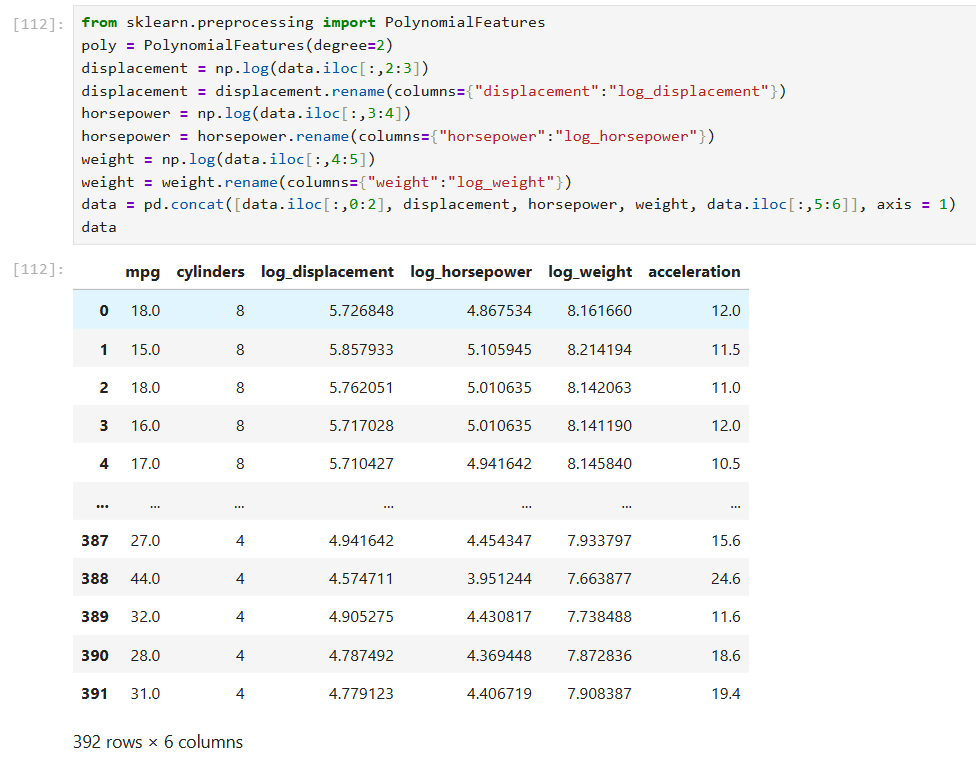 [112]: from sklearn.preprocessing import PolynomialFeatures
poly = PolynomialFeatures(degree=2)
displacement = np.log(data.iloc[:,2:3])
displacement = displacement.rename(columns={"displacement":"log_displacement"})
horsepower = np.log(data.iloc[:,3:4])
horsepower = horsepower.rename(columns={"horsepower":"log_horsepower"})
weight = np.log(data.iloc[:,4:5])
weight = weight.rename(columns={"weight":"log_weight"})
data = pd.concat([data.iloc[:,0:2], displacement, horsepower, weight, data.iloc[:,5:6]], axis = 1)
data
[112]: mpg cylinders log_displacement log_horsepower log_weight acceleration
0 18.0 8 5.726848 4.867534 8.161660 12.0
1 15.0 8 5.857933 5.105945 8.214194 11.5
2 18.0 8 5.762051 5.010635 8.142063 11.0
3 16.0 8 5.717028 5.010635 8.141190 12.0
4 17.0 8 5.710427 4.941642 8.145840 10.5
... ... ... ... ... ... ...
387 27.0 4 4.941642 4.454347 7.933797 15.6
388 44.0 4 4.574711 3.951244 7.663877 24.6
389 32.0 4 4.905275 4.430817 7.738488 11.6
390 28.0 4 4.787492 4.369448 7.872836 18.6
391 31.0 4 4.779123 4.406719 7.908387 19.4
392 rows × 6 columns